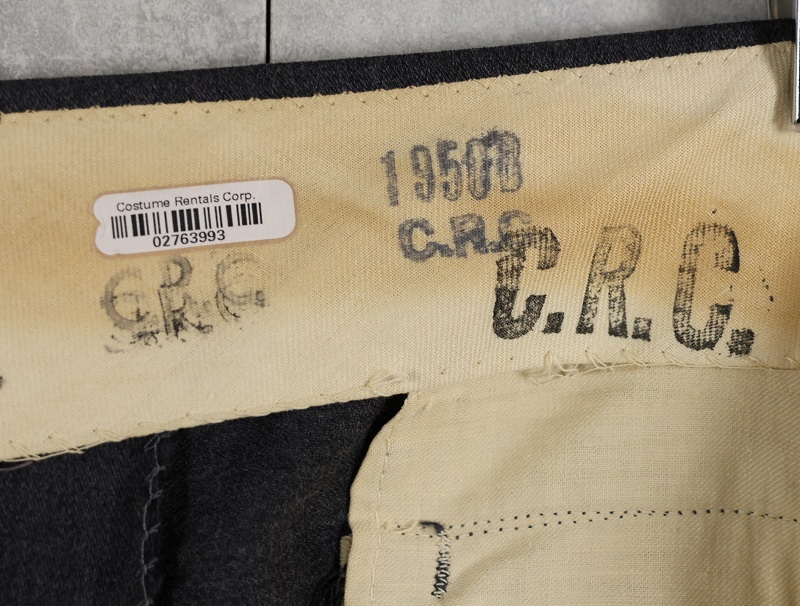 Costume Rentals Corp.
02763993
1950B
C.R.C
C.R.C.
C.R.C.